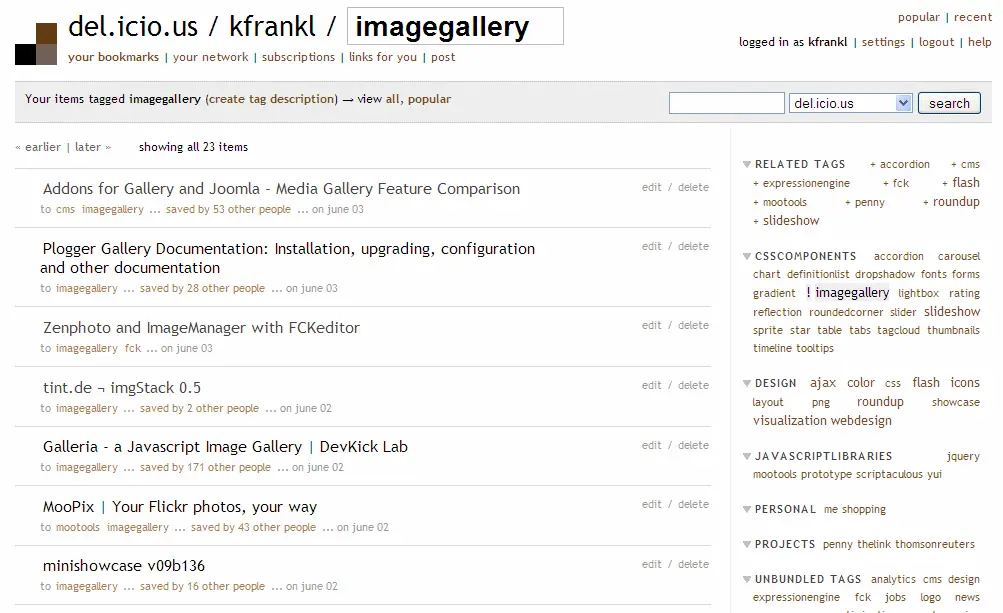 del.icio.us / kfrankl / imagegallery
popular | recent
logged in as kfrankl | settings | logout | help
your bookmarks | your network | subscriptions | links for you | post
Your items tagged imagegallery (create tag description) → view all, popular
del.icio.us search
« earlier | later » showing all 23 items
Addons for Gallery and Joomla - Media Gallery Feature Comparison
edit / delete
to cms imagegallery ... saved by 53 other people ... on june 03
Plogger Gallery Documentation: Installation, upgrading, configuration
and other documentation
edit / delete
to imagegallery ... saved by 28 other people ... on june 03
Zenphoto and ImageManager with FCKeditor
edit / delete
to imagegallery fck ... on june 03
tint.de ¬ imgStack 0.5
edit / delete
to imagegallery ... saved by 2 other people ... on june 02
Galleria - a Javascript Image Gallery | DevKick Lab
edit / delete
to imagegallery ... saved by 171 other people ... on june 02
MooPix | Your Flickr photos, your way
edit / delete
to mootools imagegallery ... saved by 43 other people ... on june 02
minishowcase v09b136
edit / delete
to imagegallery ... saved by 16 other people ... on june 02
RELATED TAGS + accordion + cms
+ expressionengine + fck + flash
+ mootools + penny + roundup
+ slideshow
CSSCOMPONENTS accordion carousel
chart definitionlist dropshadow fonts forms
gradient ! imagegallery lightbox rating
reflection roundedcorner slider slideshow
sprite star table tabs tagcloud thumbnails
timeline tooltips
DESIGN ajax color css flash icons
layout png roundup showcase
visualization webdesign
JAVASCRIPTLIBRARIES jquery
mootools prototype scriptaculous yui
PERSONAL me shopping
PROJECTS penny thelink thomsonreuters
UNBUNDLED TAGS analytics cms design
expressionengine fck jobs logo news